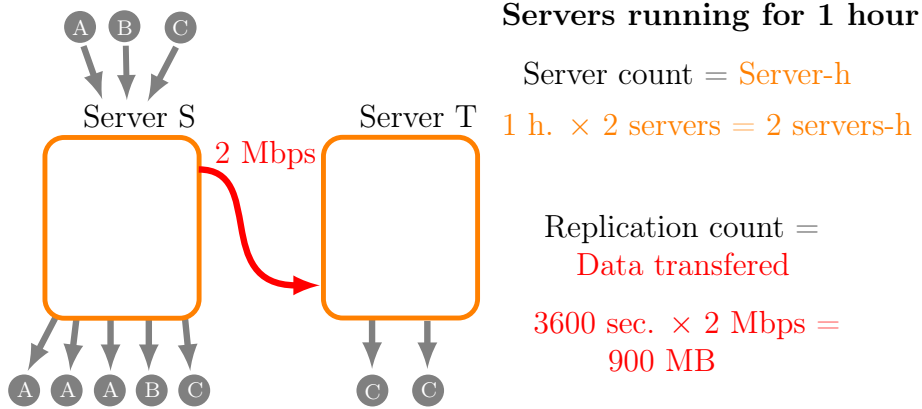 Servers running for 1 hour
A B C
Server S
Server T
2 Mbps
A A A B C
C C
Server count = Server-h
1 h. × 2 servers = 2 servers-h
Replication count =
Data transfered
3600 sec. × 2 Mbps =
900 MB